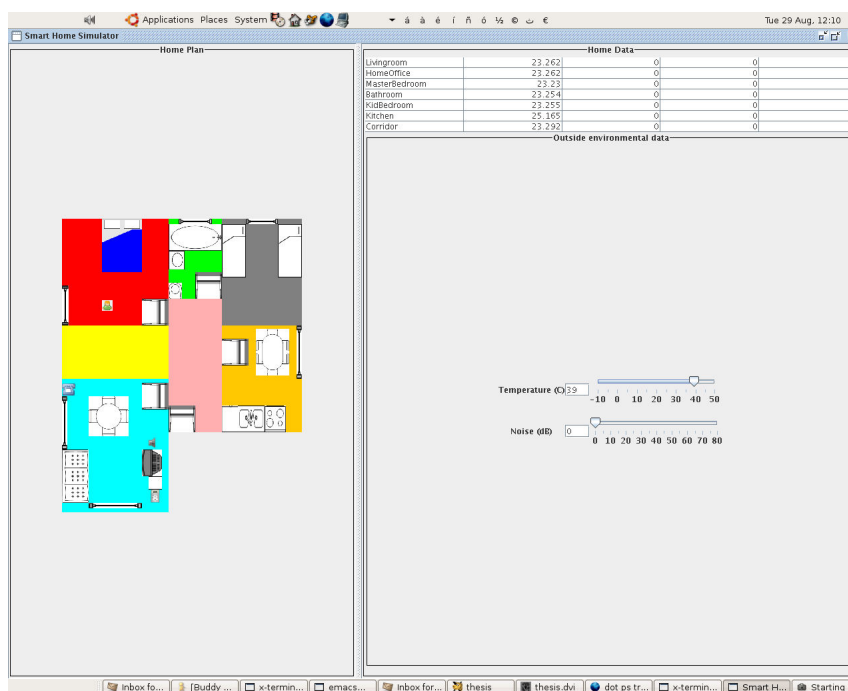 Applications Places System á à é í ñ ó ½ © ت € Tue 29 Aug, 12:10
Smart Home Simulator
Home Plan
Home Data
Livingroom 23.262 0 0
HomeOffice 23.262 0 0
MasterBedroom 23.23 0 0
Bathroom 23.254 0 0
KidBedroom 23.255 0 0
Kitchen 25.165 0 0
Corridor 23.292 0 0
Outside environmental data
Temperature (C) 39
-10 0 10 20 30 40 50
Noise (dB) 0
0 10 20 30 40 50 60 70 80
Inbox fo... [Buddy ... x-termin... emacs... Inbox for... thesis thesis.dvi dot ps tr... x-termin... Smart H... Starting